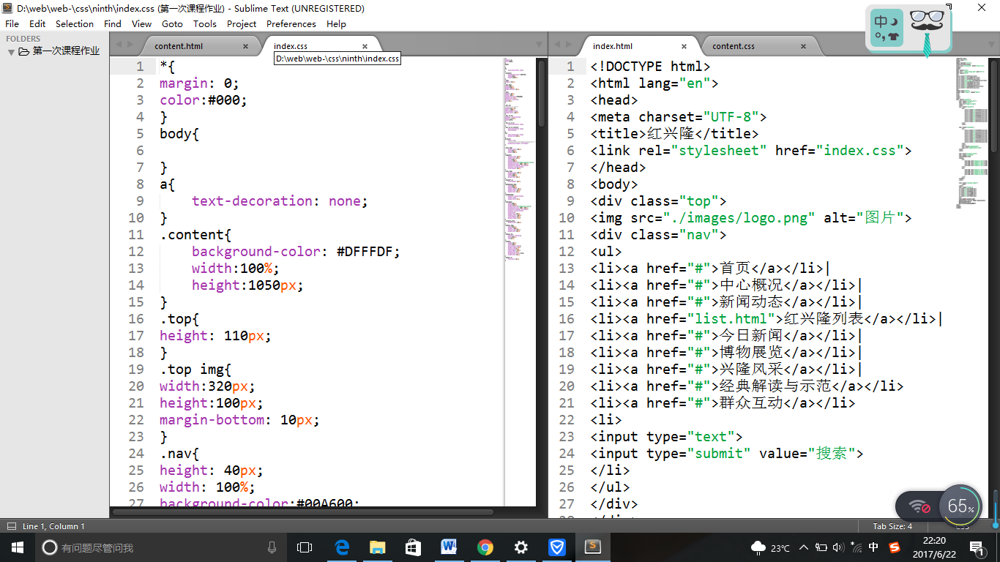 D:\web\web-\css\ninth\index.css (第一次课程作业) - Sublime Text (UNREGISTERED)
File Edit Selection Find View Goto Tools Project Preferences Help
中
FOLDERS
第一次课程作业
content.html
index.css
D:\web\web-\css\ninth\index.css
1 *{
2 margin: 0;
3 color:#000;
4 }
5 body{
6
7 }
8 a{
9 text-decoration: none;
10 }
11 .content{
12 background-color: #DFFFDF;
13 width:100%;
14 height:1050px;
15 }
16 .top{
17 height: 110px;
18 }
19 .top img{
20 width:320px;
21 height:100px;
22 margin-bottom: 10px;
23 }
24 .nav{
25 height: 40px;
26 width: 100%;
27 background-color:#00A600;
index.html
content.css
1 <!DOCTYPE html>
2 <html lang="en">
3 <head>
4 <meta charset="UTF-8">
5 <title>红兴隆</title>
6 <link rel="stylesheet" href="index.css">
7 </head>
8 <body>
9 <div class="top">
10 <img src="./images/logo.png" alt="图片">
11 <div class="nav">
12 <ul>
13 <li><a href="#">首页</a></li>|
14 <li><a href="#">中心概况</a></li>|
15 <li><a href="#">新闻动态</a></li>|
16 <li><a href="list.html">红兴隆列表</a></li>|
17 <li><a href="#">今日新闻</a></li>|
18 <li><a href="#">博物展览</a></li>|
19 <li><a href="#">兴隆风采</a></li>|
20 <li><a href="#">经典解读与示范</a></li>
21 <li><a href="#">群众互动</a></li>
22 <li>
23 <input type="text">
24 <input type="submit" value="搜索">
25 </li>
26 </ul>
27 </div>
65%
Line 1, Column 1
Tab Size: 4
有问题尽管问我
23℃
中
22:20
2017/6/22
1